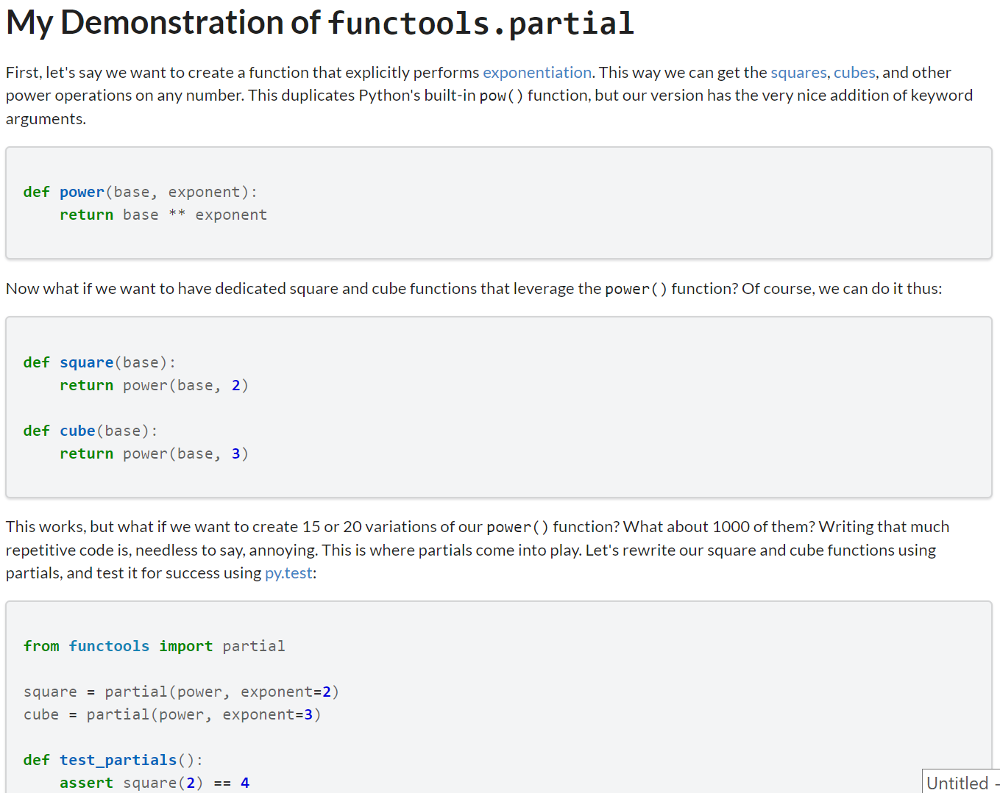 My Demonstration of functools.partial
First, let's say we want to create a function that explicitly performs exponentiation. This way we can get the squares, cubes, and other
power operations on any number. This duplicates Python's built-in pow() function, but our version has the very nice addition of keyword
arguments.
def power(base, exponent):
    return base ** exponent
Now what if we want to have dedicated square and cube functions that leverage the power() function? Of course, we can do it thus:
def square(base):
    return power(base, 2)
def cube(base):
    return power(base, 3)
This works, but what if we want to create 15 or 20 variations of our power() function? What about 1000 of them? Writing that much
repetitive code is, needless to say, annoying. This is where partials come into play. Let's rewrite our square and cube functions using
partials, and test it for success using py.test:
from functools import partial
square = partial(power, exponent=2)
cube = partial(power, exponent=3)
def test_partials():
    assert square(2) == 4
Untitled -